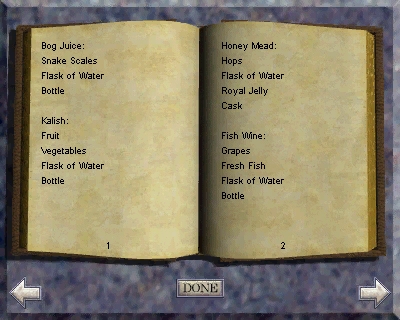 Bog Juice:
Snake Scales
Flask of Water
Bottle
Kalish:
Fruit
Vegetables
Flask of Water
Bottle
1
Honey Mead:
Hops
Flask of Water
Royal Jelly
Cask
Fish Wine:
Grapes
Fresh Fish
Flask of Water
Bottle
2
DONE